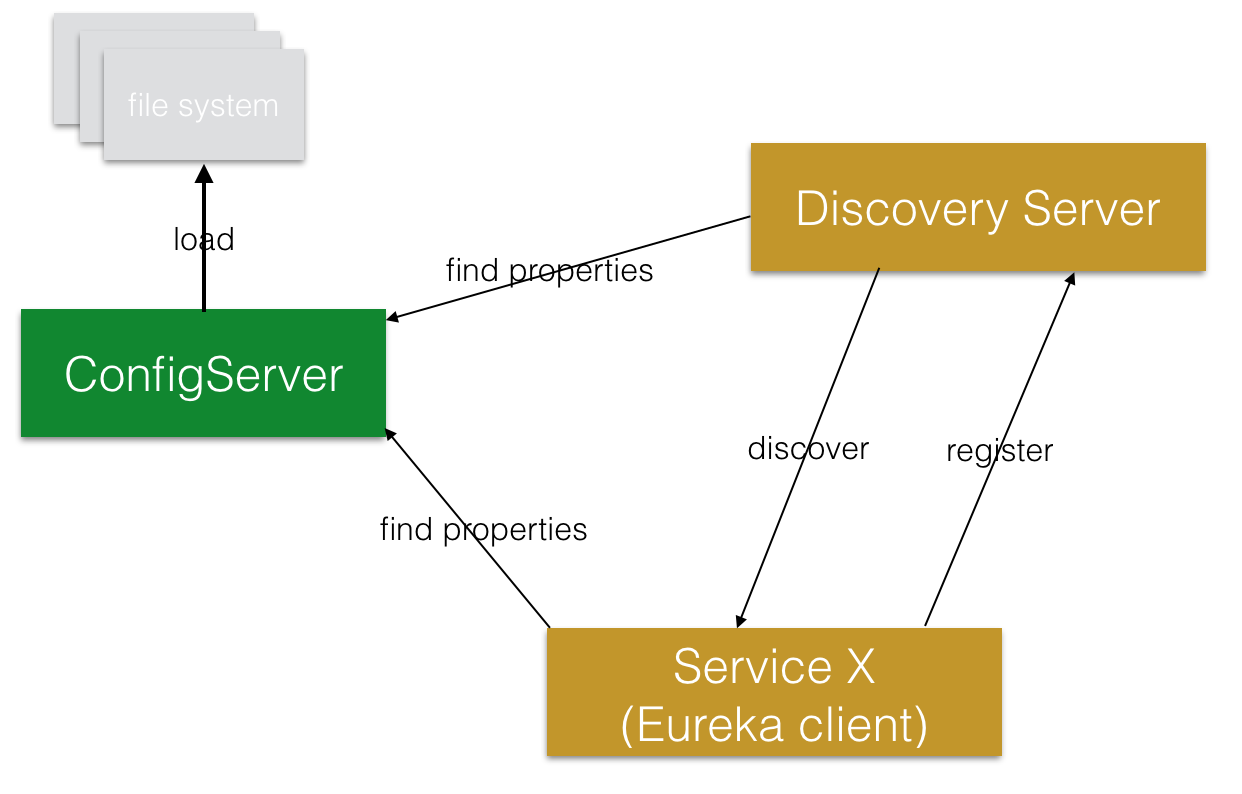 file system
load
Discovery Server
find properties
ConfigServer
discover
register
find properties
Service X
(Eureka client)